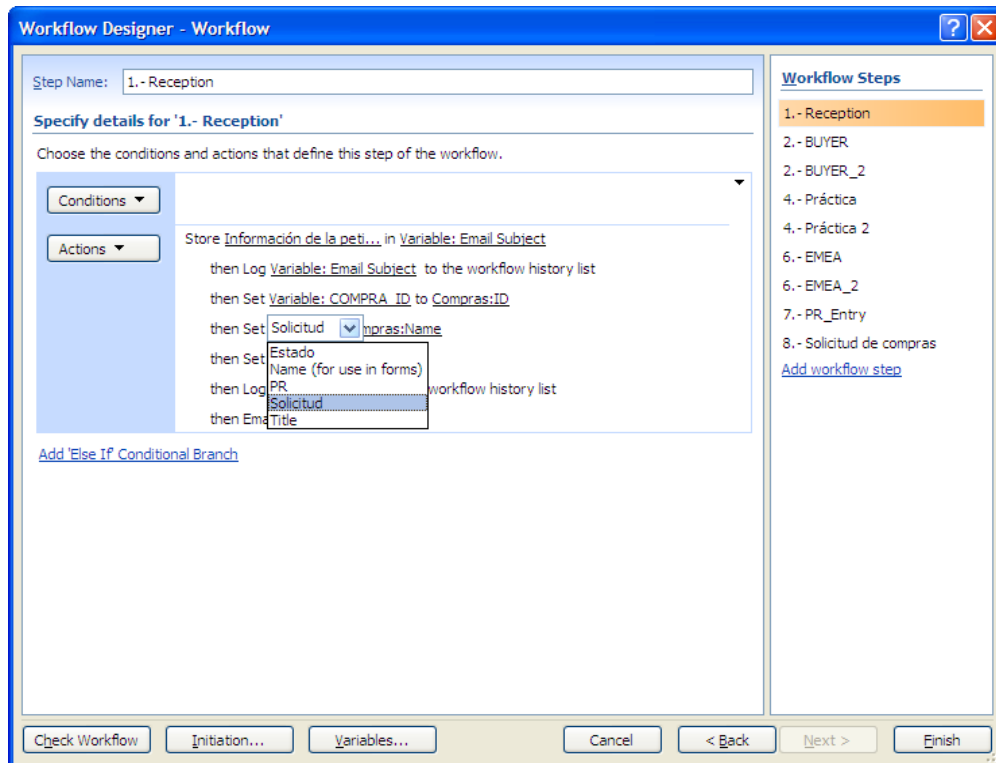 Workflow Designer - Workflow
Step Name: 1.- Reception
Specify details for '1.- Reception'
Choose the conditions and actions that define this step of the workflow.
Conditions
Actions
Store Información de la peti... in Variable: Email Subject
then Log Variable: Email Subject to the workflow history list
then Set Variable: COMPRA_ID to Compras:ID
then Set Solicitud mpras:Name
then Set
Estado
Name (for use in forms)
then Log workflow history list
PR
Solicitud
then Ema
Title
Add 'Else If' Conditional Branch
Workflow Steps
1.- Reception
2.- BUYER
2.- BUYER_2
4.- Práctica
4.- Práctica 2
6.- EMEA
6.- EMEA_2
7.- PR_Entry
8.- Solicitud de compras
Add workflow step
Check Workflow
Initiation...
Variables...
Cancel
< Back
Next >
Finish